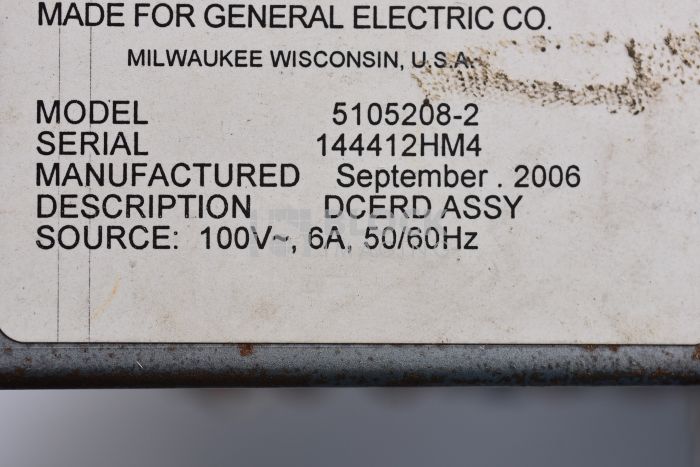 MADE FOR GENERAL ELECTRIC CO.
MILWAUKEE WISCONSIN, U.S.A.
MODEL 5105208-2
SERIAL 144412HM4
MANUFACTURED September . 2006
DESCRIPTION DCERD ASSY
SOURCE: 100V~, 6A, 50/60Hz
BLOCK